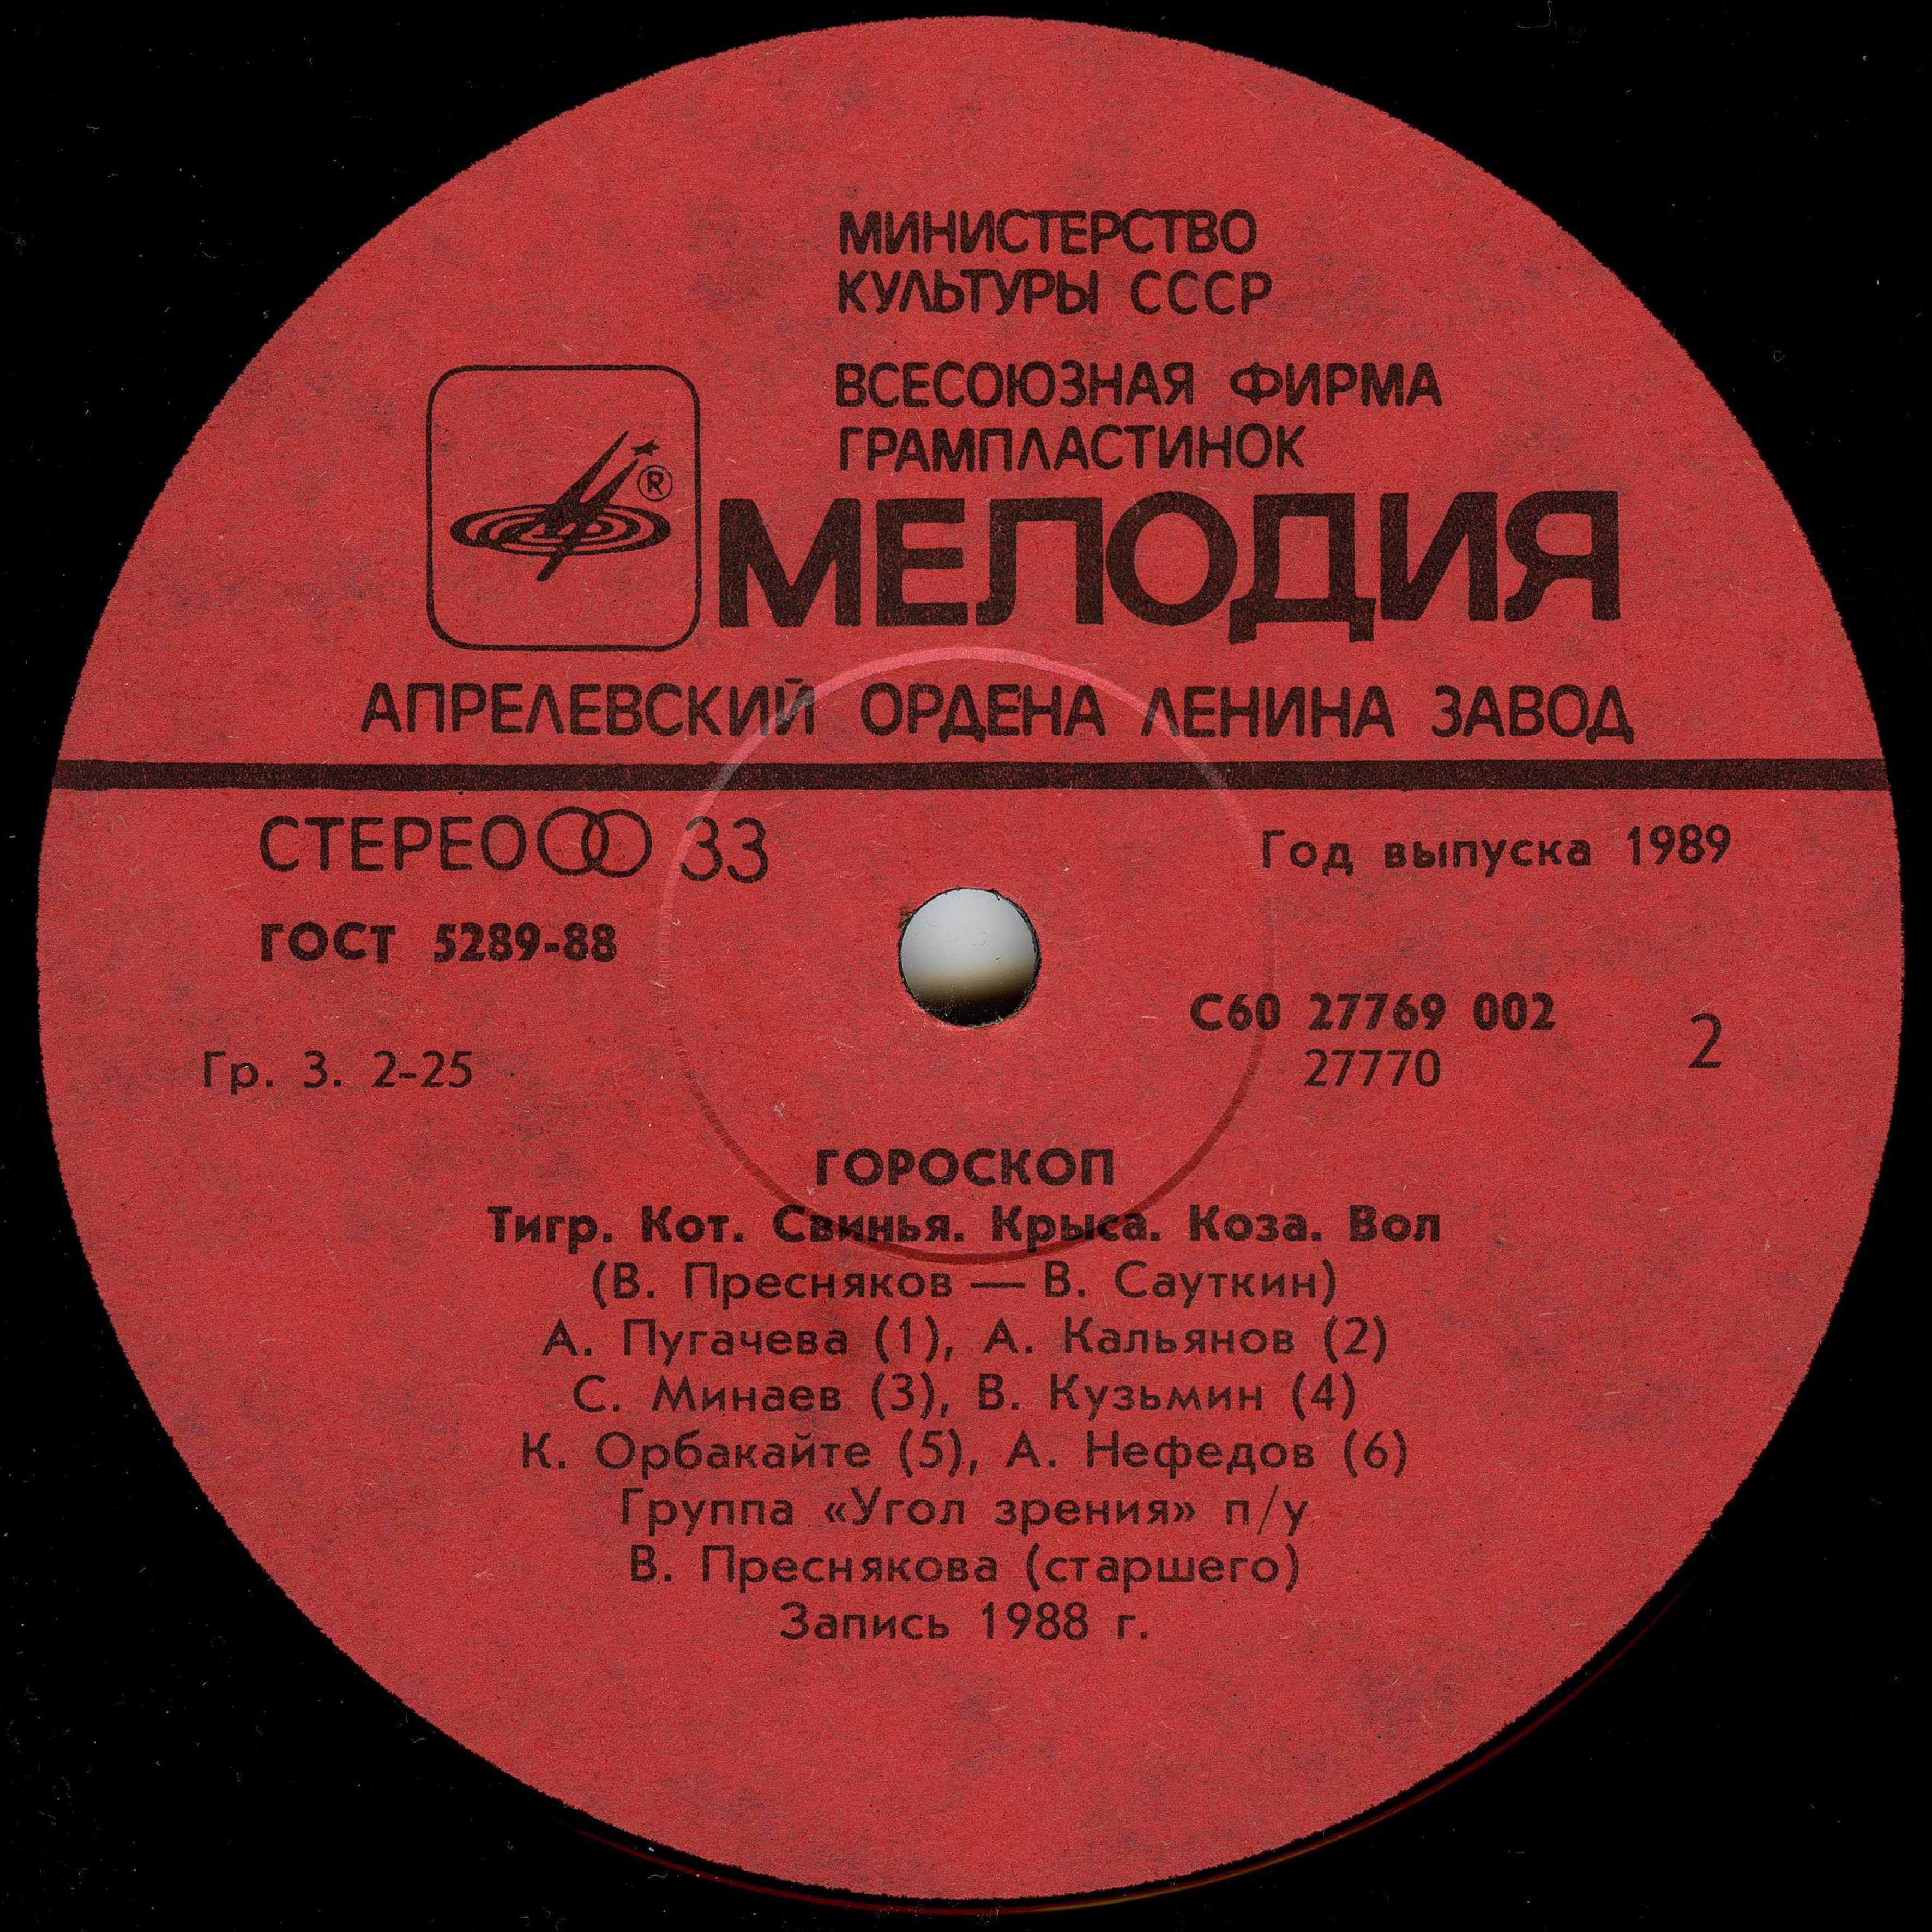 МИНИСТЕРСТВО
КУЛЬТУРЫ СССР
ВСЕСОЮЗНАЯ ФИРМА
ГРАМПЛАСТИНОК
®
МЕЛОДИЯ
АПРЕЛЕВСКИЙ ОРДЕНА ЛЕНИНА ЗАВОД
СТЕРЕО 33
Год выпуска 1989
ГОСТ 5289-88
С60 27769 002
27770
2
Гр. 3. 2-25
ГОРОСКОП
Тигр. Кот. Свинья. Крыса. Коза. Вол
(В. Пресняков — В. Сауткин)
А. Пугачева (1), А. Кальянов (2)
С. Минаев (3), В. Кузьмин (4)
К. Орбакайте (5), А. Нефедов (6)
Группа «Угол зрения» п/у
В. Преснякова (старшего)
Запись 1988 г.